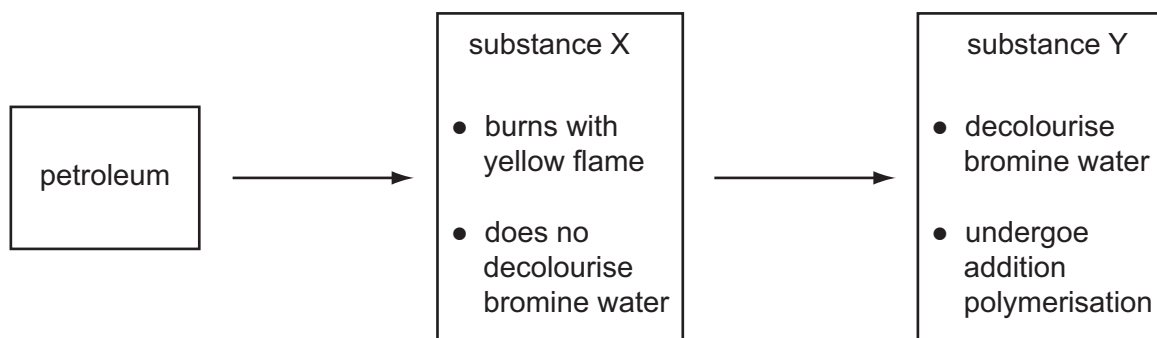 petroleum
substance X
● burns with
yellow flame
● does no
decolourise
bromine water
substance Y
● decolourise
bromine water
● undergoe
addition
polymerisation